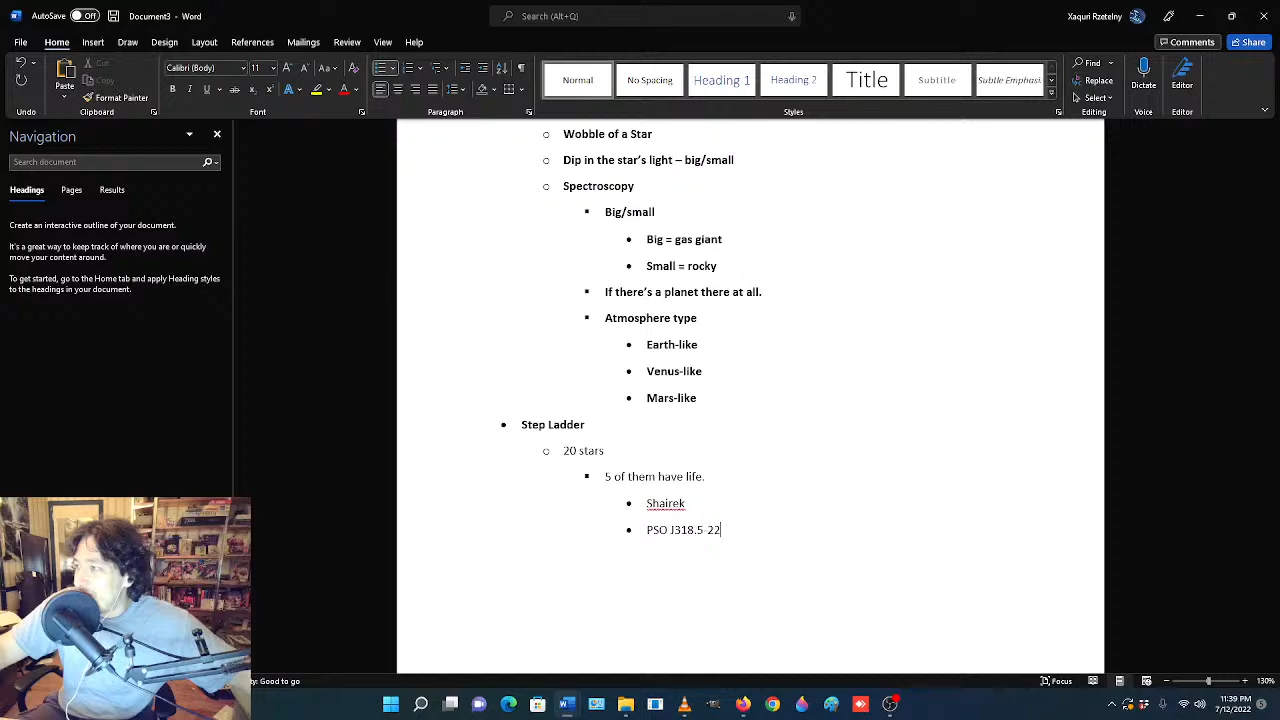 AutoSave Off Document3 - Word Search (Alt+Q) Xaquri Rzetelny
File Home Insert Draw Design Layout References Mailings Review View Help Comments Share
Paste Cut Copy Format Painter
Calibri (Body) 11
Normal No Spacing Heading 1 Heading 2 Title Subtitle Subtle Emphasi
Find Replace Select Dictate Editor
Undo Clipboard Font Paragraph Styles Editing Voice Editor
Navigation
Search document
Headings Pages Results
Create an interactive outline of your document.
It's a great way to keep track of where you are or quickly
move your content around.
To get started, go to the Home tab and apply Heading styles
to the headings in your document.
Wobble of a Star
Dip in the star's light – big/small
Spectroscopy
Big/small
Big = gas giant
Small = rocky
If there's a planet there at all.
Atmosphere type
Earth-like
Venus-like
Mars-like
Step Ladder
20 stars
5 of them have life.
Shairek
PSO J318.5-22
ty: Good to go Focus 130%
11:39 PM
7/12/2022